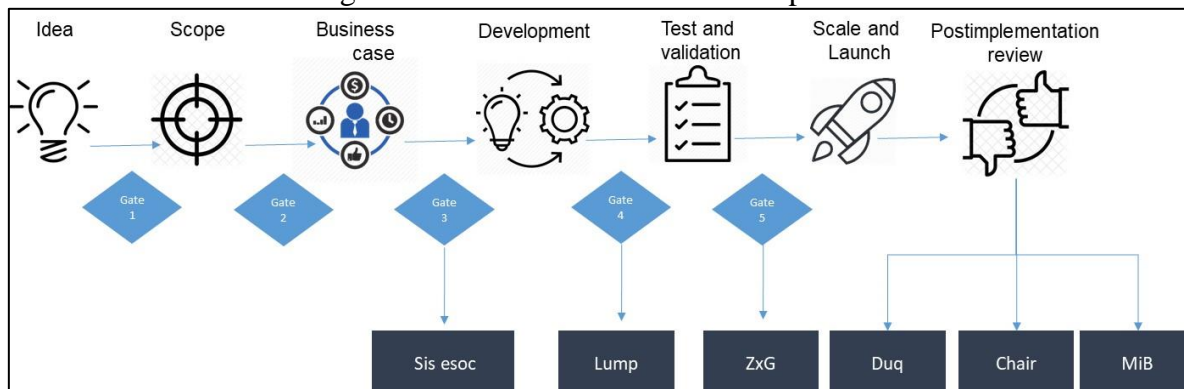 Idea
Scope
Business
case
Development
Test and
validation
Scale and
Launch
Postimplementation
review
Gate
1
Gate
2
Gate
3
Gate
4
Gate
5
Sis esoc
Lump
ZxG
Duq
Chair
MiB